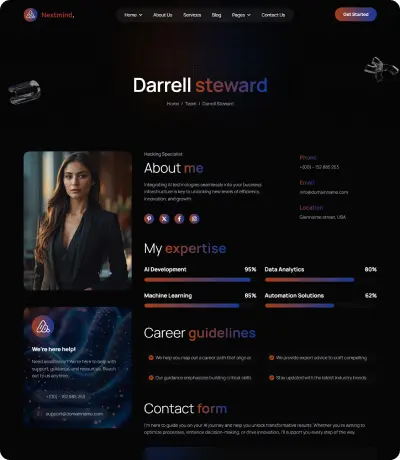 Nextmind.
Home
About Us
Services
Blog
Pages
Contact Us
Get Started
Darrell steward
Home / Team / Darrell Steward
Hacking Specialist
About me
Integrating AI technologies seamlessly into your business
infrastructure is key to unlocking new levels of efficiency,
innovation, and growth.
Phone
+(00) - 152 885 253
Email
info@domainname.com
Location
Glenname street, USA
My expertise
AI Development 95%
Data Analytics 80%
Machine Learning 85%
Automation Solutions 62%
Career guidelines
We help you map out a career path that aligns
We provide expert advice to craft compelling
Our guidance emphasizes building critical skills
Stay updated with the latest industry trends
We're here help!
Need assistance? We're here to help with
support, guidance, and resources. Reach
out to us anytime.
+(00) - 152 885 253
support@domainname.com
Contact form
I'm here to guide you on your AI journey and help you unlock transformative results. Whether you're aiming to
optimize processes, enhance decision-making, or drive innovation, I'll support you every step of the way.